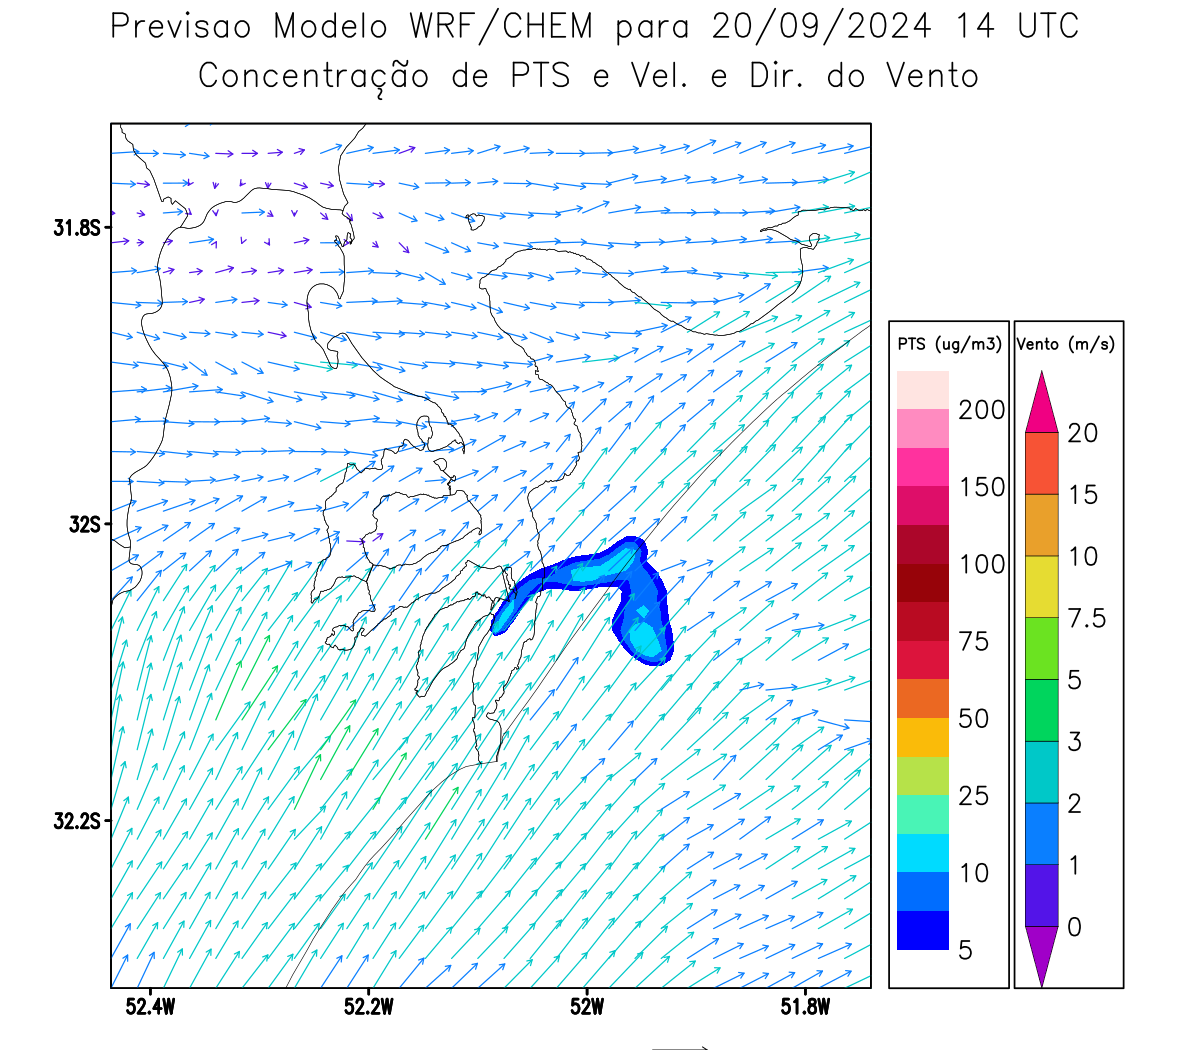 Previsao Modelo WRF/CHEM para 20/09/2024 14 UTC
Concentração de PTS e Vel. e Dir. do Vento
31.8S
32S
32.2S
52.4W
52.2W
52W
51.8W
PTS (ug/m3)
200
150
100
75
50
25
10
5
Vento (m/s)
20
15
10
7.5
5
3
2
1
0